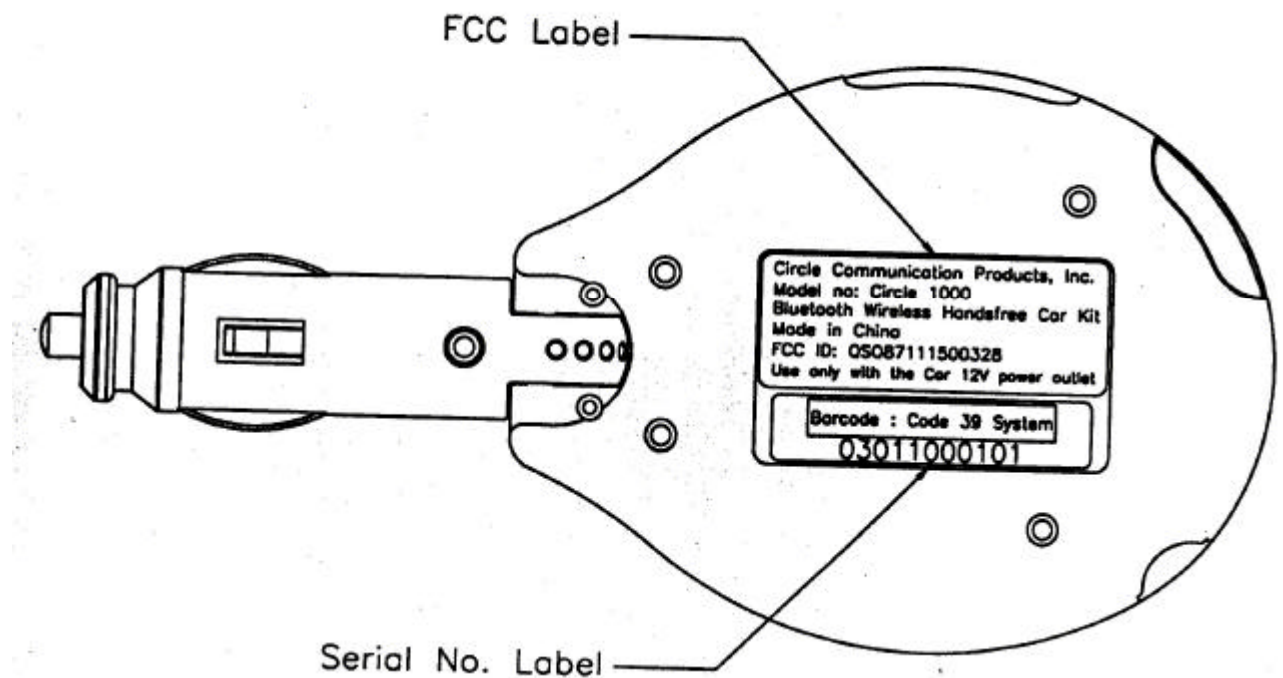 FCC Label
Circle Communication Products, Inc.
Model no: Circle 1000
Bluetooth Wireless Handsfree Car Kit
Made in China
FCC ID: OSO87111500328
Use only with the Car 12V power outlet
Barcode : Code 39 System
03011000101
Serial No. Label